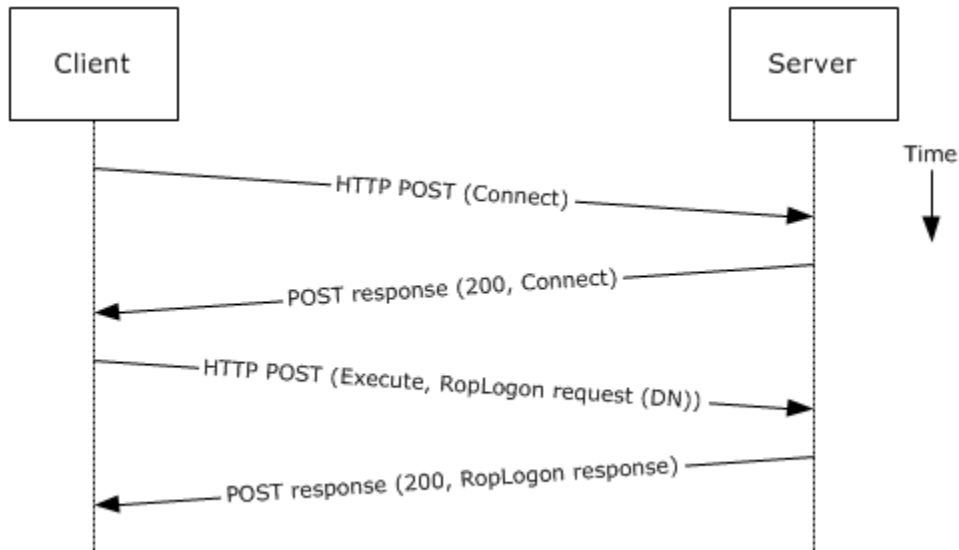 Client
Server
Time
HTTP POST (Connect)
POST response (200, Connect)
HTTP POST (Execute, RopLogon request (DN))
POST response (200, RopLogon response)